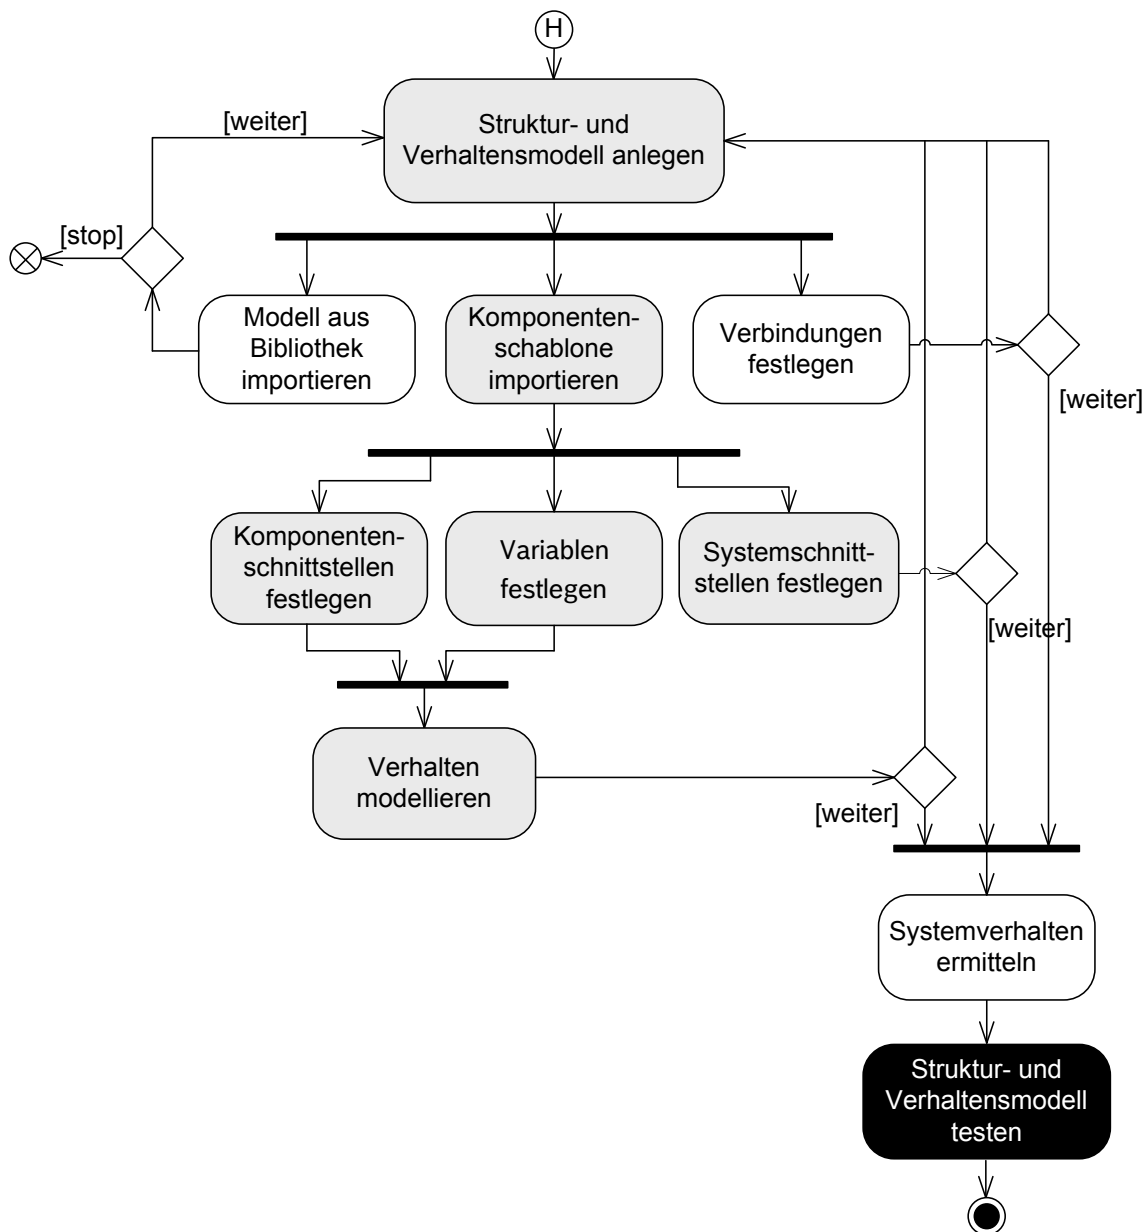 H
Struktur- und
Verhaltensmodell anlegen
[weiter]
[stop]
Modell aus
Bibliothek
importieren
Komponenten-
schablone
importieren
Verbindungen
festlegen
[weiter]
Komponenten-
schnittstellen
festlegen
Variablen
festlegen
Systemschnitt-
stellen festlegen
[weiter]
Verhalten
modellieren
[weiter]
Systemverhalten
ermitteln
Struktur- und
Verhaltensmodell
testen